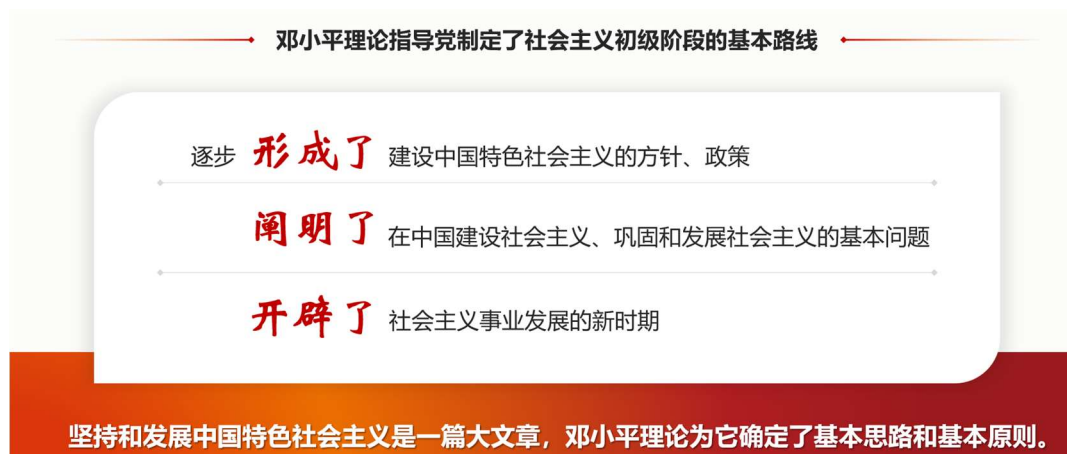 邓小平理论指导党制定了社会主义初级阶段的基本路线
逐步 形成了 建设中国特色社会主义的方针、政策
阐明了 在中国建设社会主义、巩固和发展社会主义的基本问题
开辟了 社会主义事业发展的新时期
坚持和发展中国特色社会主义是一篇大文章，邓小平理论为它确定了基本思路和基本原则。